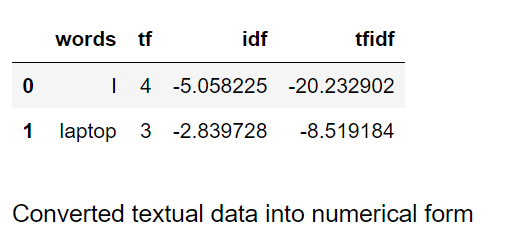 words tf idf tfidf
0 I 4 -5.058225 -20.232902
1 laptop 3 -2.839728 -8.519184
Converted textual data into numerical form